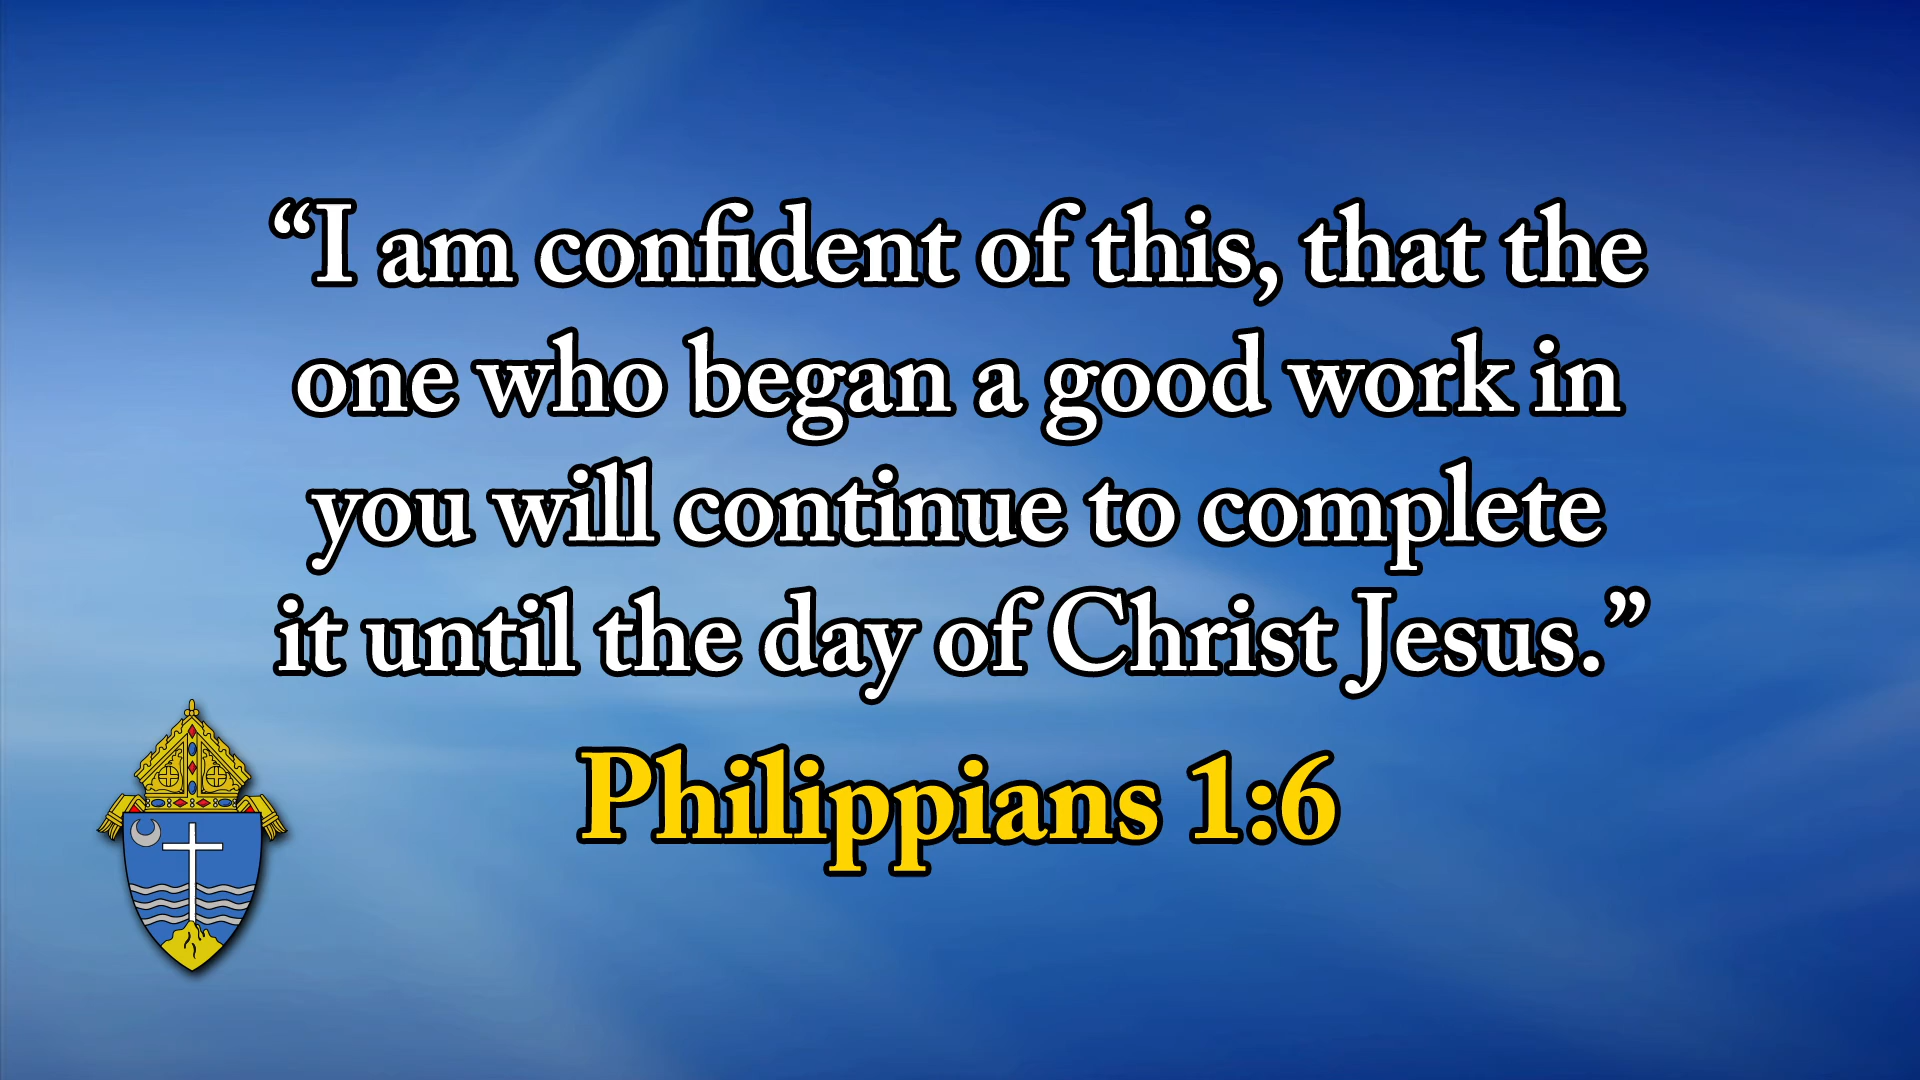 “I am confident of this, that the
one who began a good work in
you will continue to complete
it until the day of Christ Jesus.”
Philippians 1:6